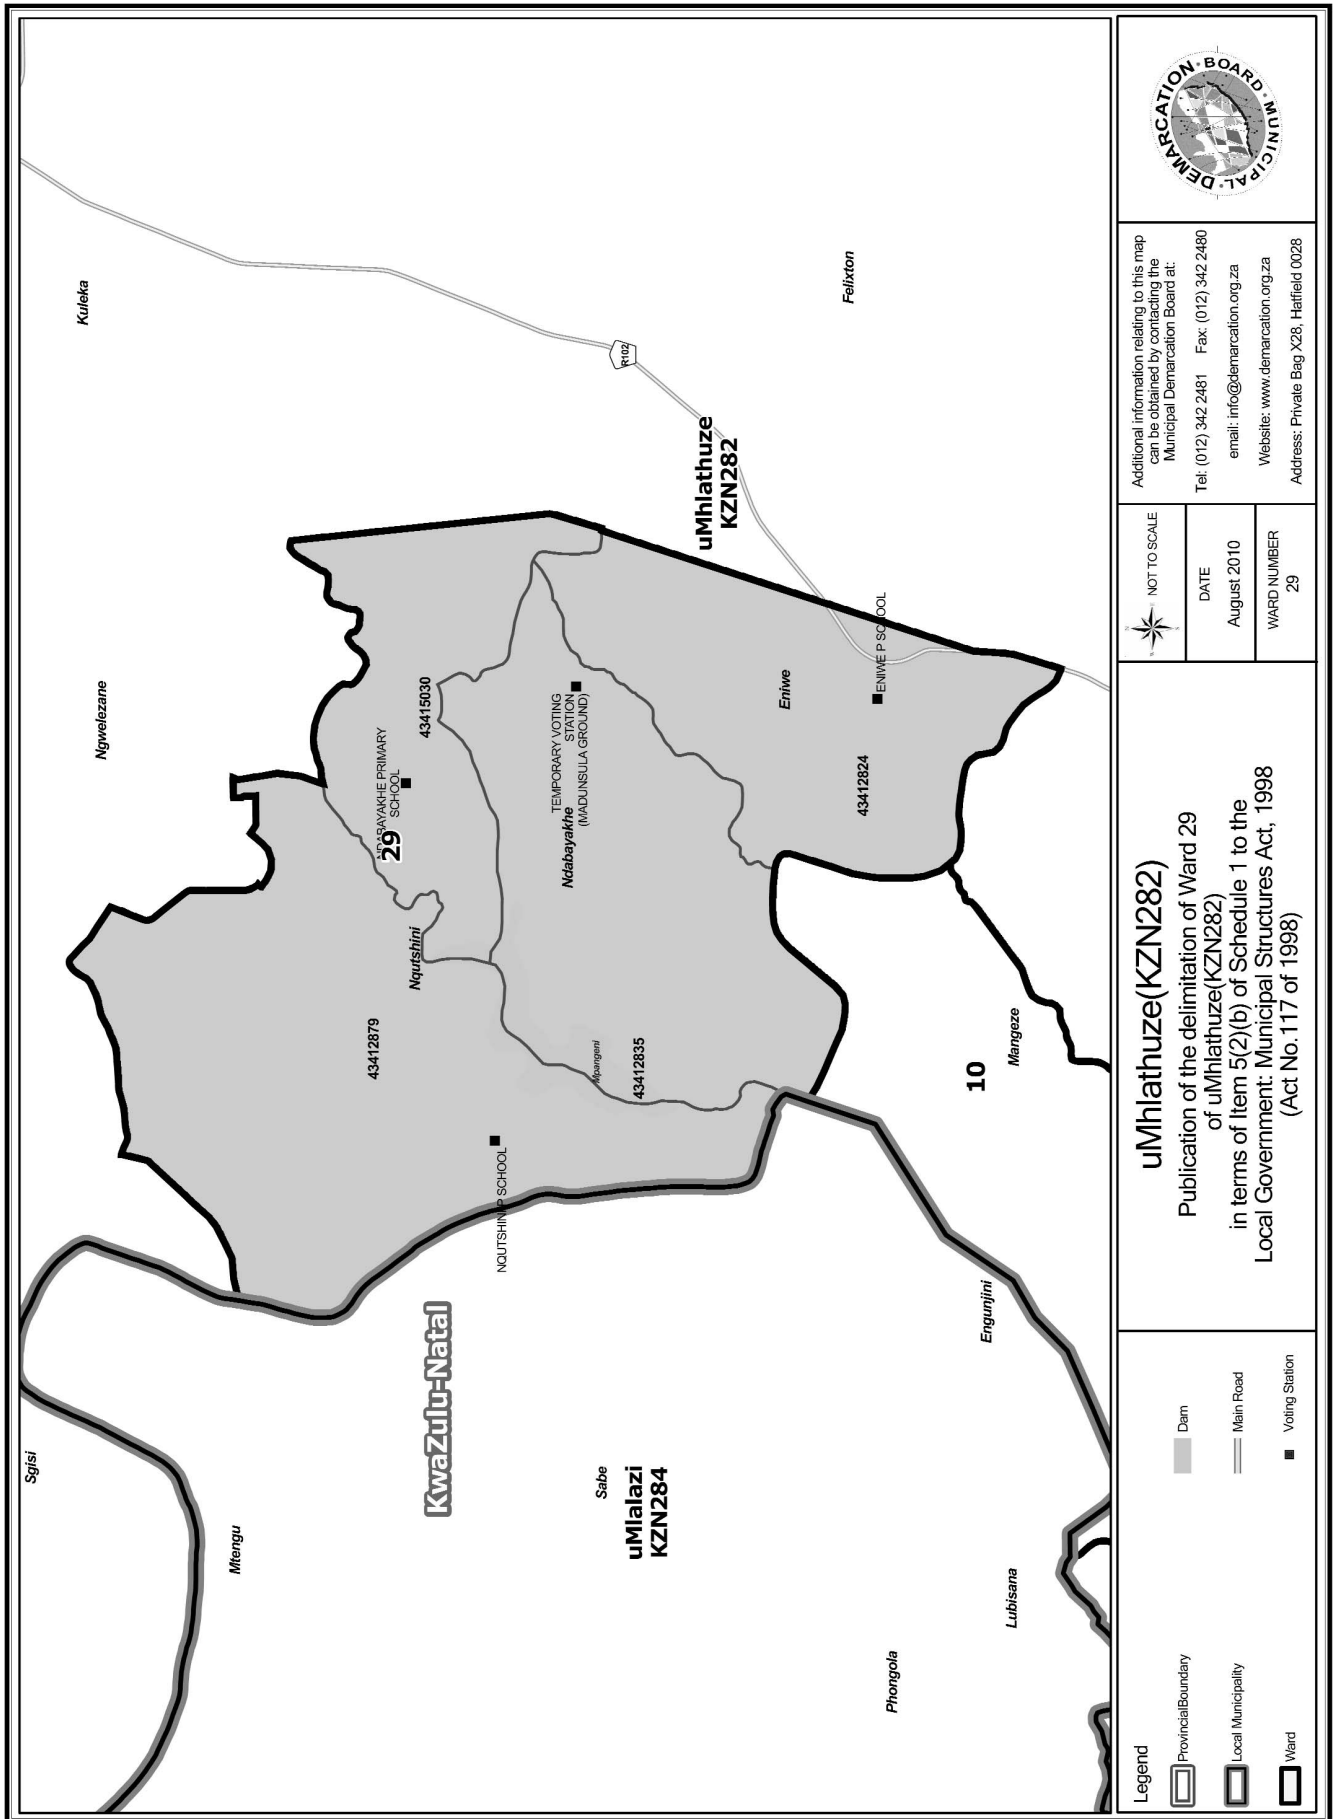 Sgisi
Mtengu
Kuleka
Ngwelezane
KwaZulu-Natal
43412879
Nqutshini
29
SCHOOL
43415030
NQUTSHINI P SCHOOL
Mpangeni
43412835
Ndabayakhe
TEMPORARY VOTING
STATION
(MADUNSULA GROUND)
R102
Sabe
uMlalazi
KZN284
uMhlathuze
KZN282
Eniwe
Felixton
43412824
ENIWE P SCHOOL
Phongola
Lubisana
Engunjini
10
Mangeze
Legend
ProvincialBoundary
Local Municipality
Ward
Dam
Main Road
Voting Station
uMhlathuze(KZN282)
Publication of the delimitation of Ward 29
of uMhlathuze(KZN282)
in terms of Item 5(2)(b) of Schedule 1 to the
Local Government: Municipal Structures Act, 1998
(Act No.117 of 1998)
NOT TO SCALE
DATE
August 2010
WARD NUMBER
29
Additional information relating to this map
can be obtained by contacting the
Municipal Demarcation Board at:
Tel: (012) 342 2481 Fax: (012) 342 2480
email: info@demarcation.org.za
Website: www.demarcation.org.za
Address: Private Bag X28, Hatfield 0028
MUNICIPAL · DEMARCATION · BOARD